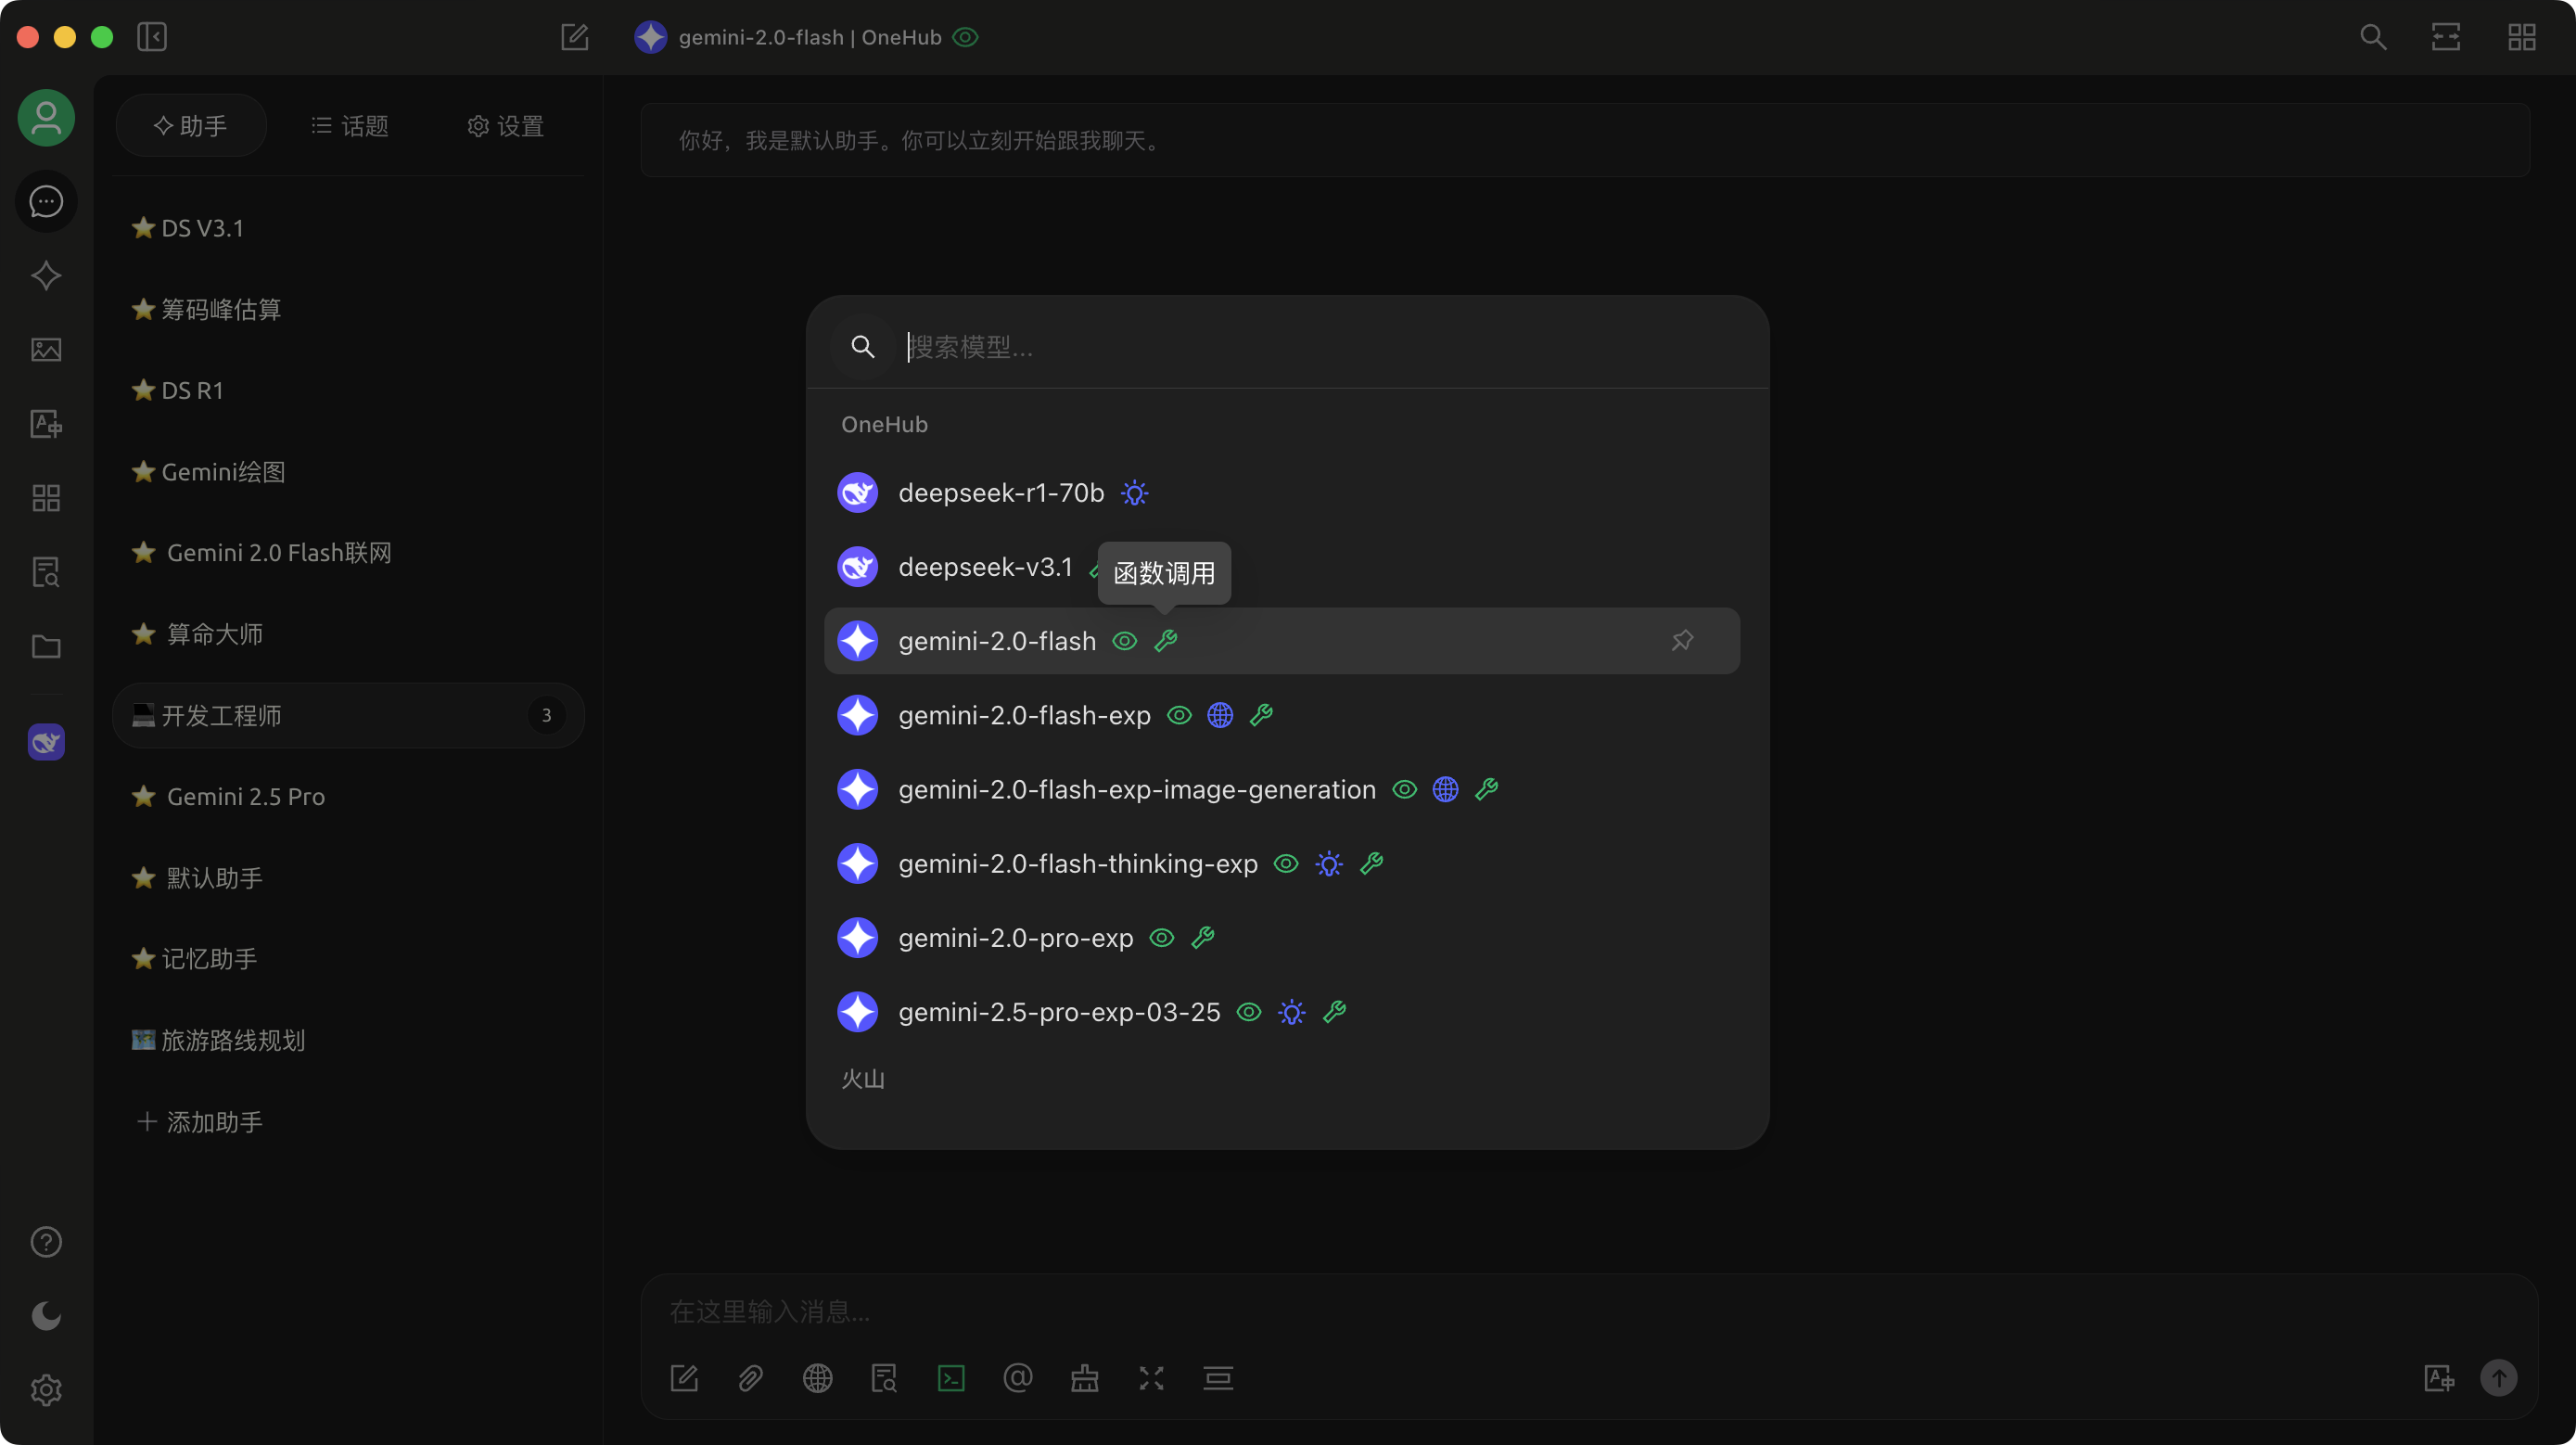 gemini-2.0-flash | OneHub
助手
话题
设置
DS V3.1
筹码峰估算
DS R1
Gemini绘图
Gemini 2.0 Flash联网
算命大师
开发工程师
3
Gemini 2.5 Pro
默认助手
记忆助手
旅游路线规划
添加助手
你好，我是默认助手。你可以立刻开始跟我聊天。
搜索模型...
OneHub
deepseek-r1-70b
deepseek-v3.1
函数调用
gemini-2.0-flash
gemini-2.0-flash-exp
gemini-2.0-flash-exp-image-generation
gemini-2.0-flash-thinking-exp
gemini-2.0-pro-exp
gemini-2.5-pro-exp-03-25
火山
在这里输入消息...